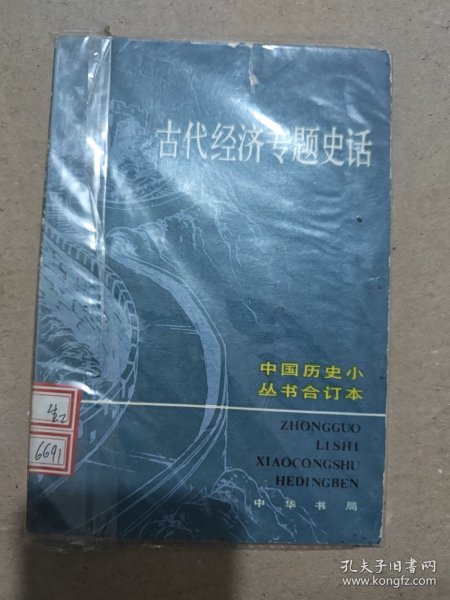 古代经济专题史话
中国历史小
丛书合订本
ZHONGGUO
LISHI
XIAOCONGSHU
HEDINGBEN
中华书局
6691
孔夫子旧书网
www.kongfz.com